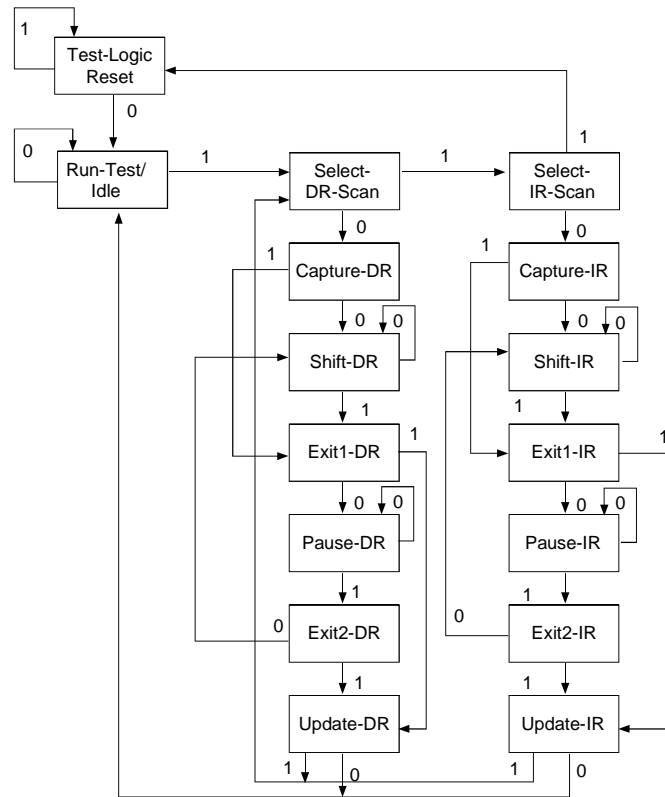 1
Test-Logic
Reset
0
0
Run-Test/
Idle
1
Select-
DR-Scan
1
1
Select-
IR-Scan
0
0
1
Capture-DR
1
Capture-IR
0
0
0
0
Shift-DR
Shift-IR
1
1
Exit1-DR
1
Exit1-IR
1
0
0
0
0
Pause-DR
Pause-IR
1
1
0
Exit2-DR
0
Exit2-IR
1
1
Update-DR
Update-IR
1
0
1
0